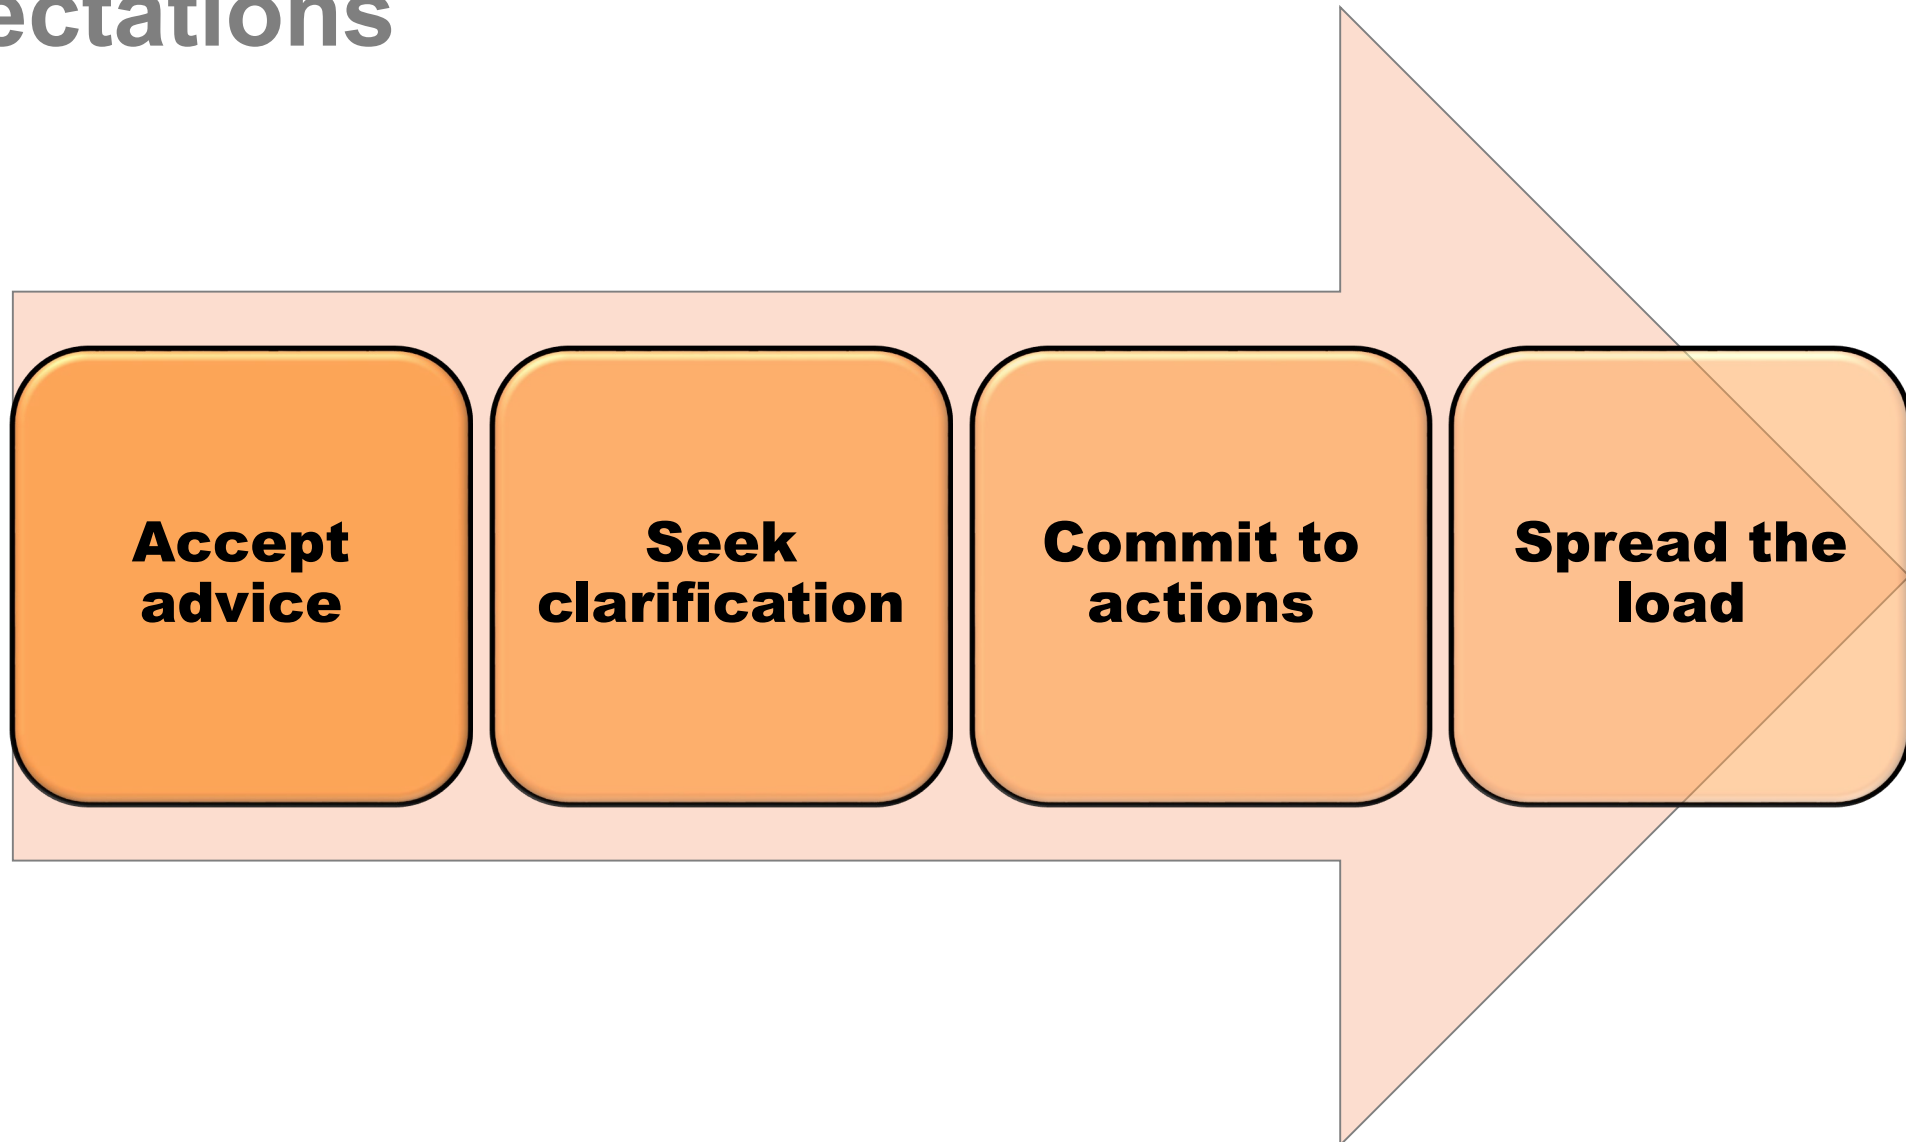 ectations
Accept
advice
Seek
clarification
Commit to
actions
Spread the
load